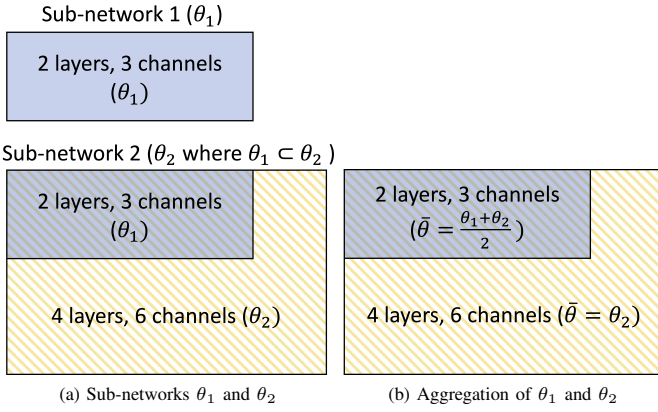 Sub-network 1 (θ₁)
2 layers, 3 channels
(θ₁)
Sub-network 2 (θ₂ where θ₁ ⊂ θ₂ )
2 layers, 3 channels
(θ₁)
4 layers, 6 channels (θ₂)
(a) Sub-networks θ₁ and θ₂
2 layers, 3 channels
(θ̄ = (θ₁+θ₂)/2 )
4 layers, 6 channels (θ̄ = θ₂)
(b) Aggregation of θ₁ and θ₂